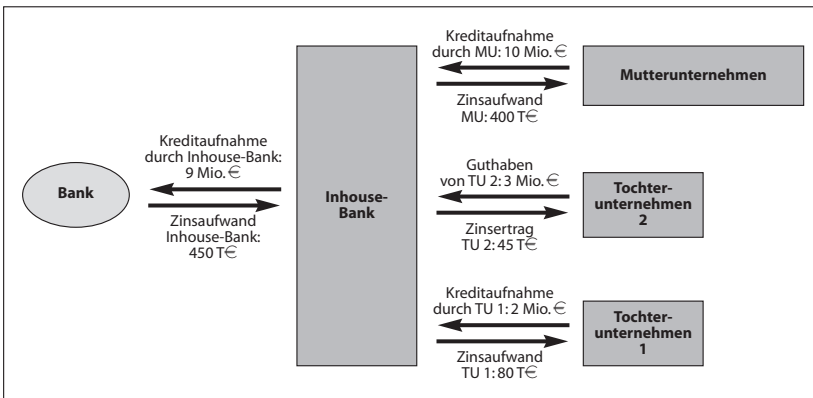 Kreditaufnahme
durch MU: 10 Mio. €
Mutterunternehmen
Zinsaufwand
MU: 400 T€
Kreditaufnahme
durch Inhouse-Bank:
9 Mio. €
Bank
Zinsaufwand
Inhouse-Bank:
450 T€
Inhouse-
Bank
Guthaben
von TU 2: 3 Mio. €
Tochter-
unternehmen
2
Zinsertrag
TU 2: 45 T€
Kreditaufnahme
durch TU 1: 2 Mio. €
Tochter-
unternehmen
1
Zinsaufwand
TU 1: 80 T€